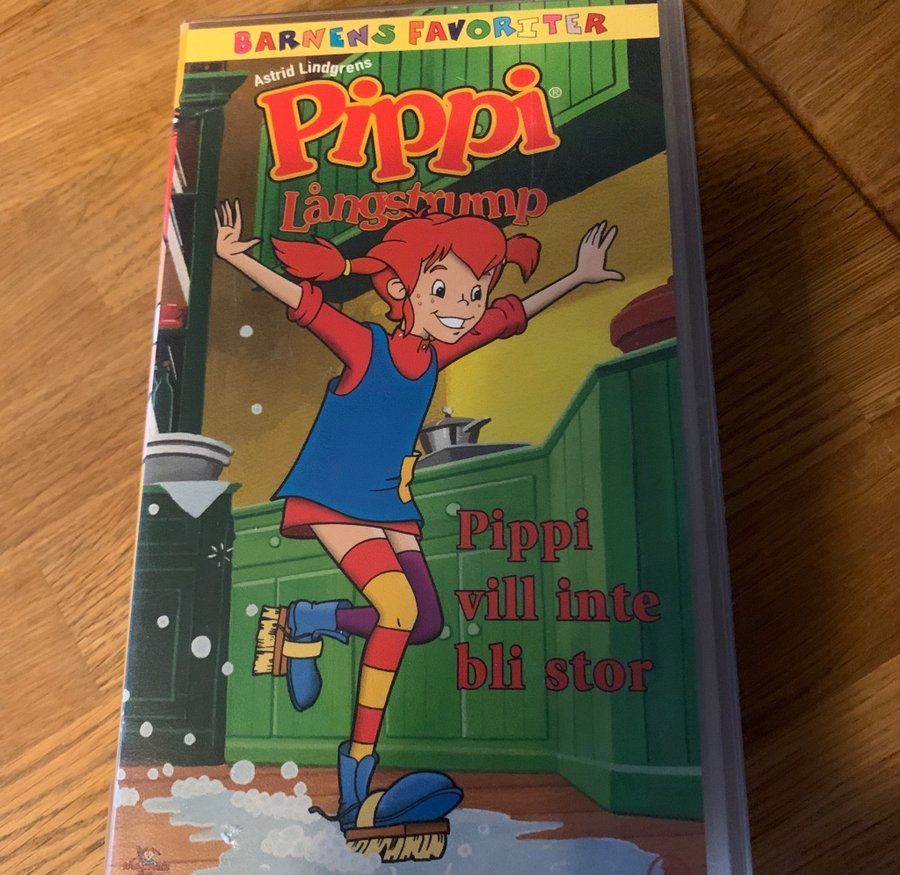 BARNENS FAVORITER
Astrid Lindgrens
Pippi®
Långstrump
Pippi
vill inte
bli stor